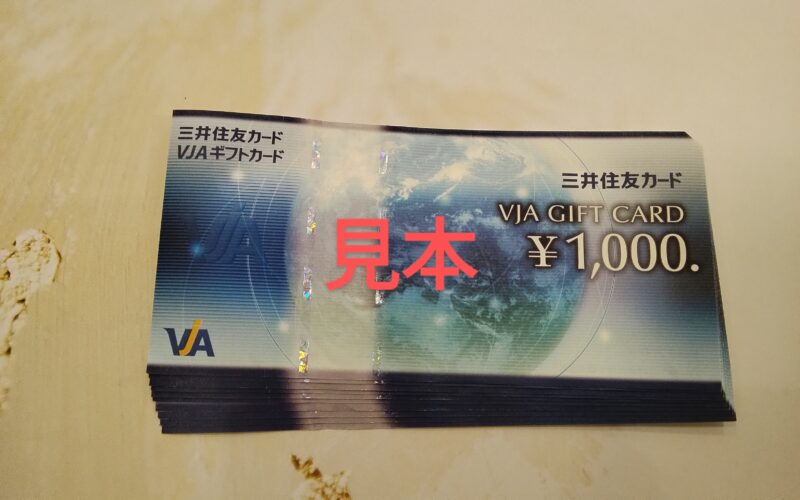 三井住友カード
VJAギフトカード
三井住友カード
VJA GIFT CARD
¥1,000.
見本
VJA
VJA